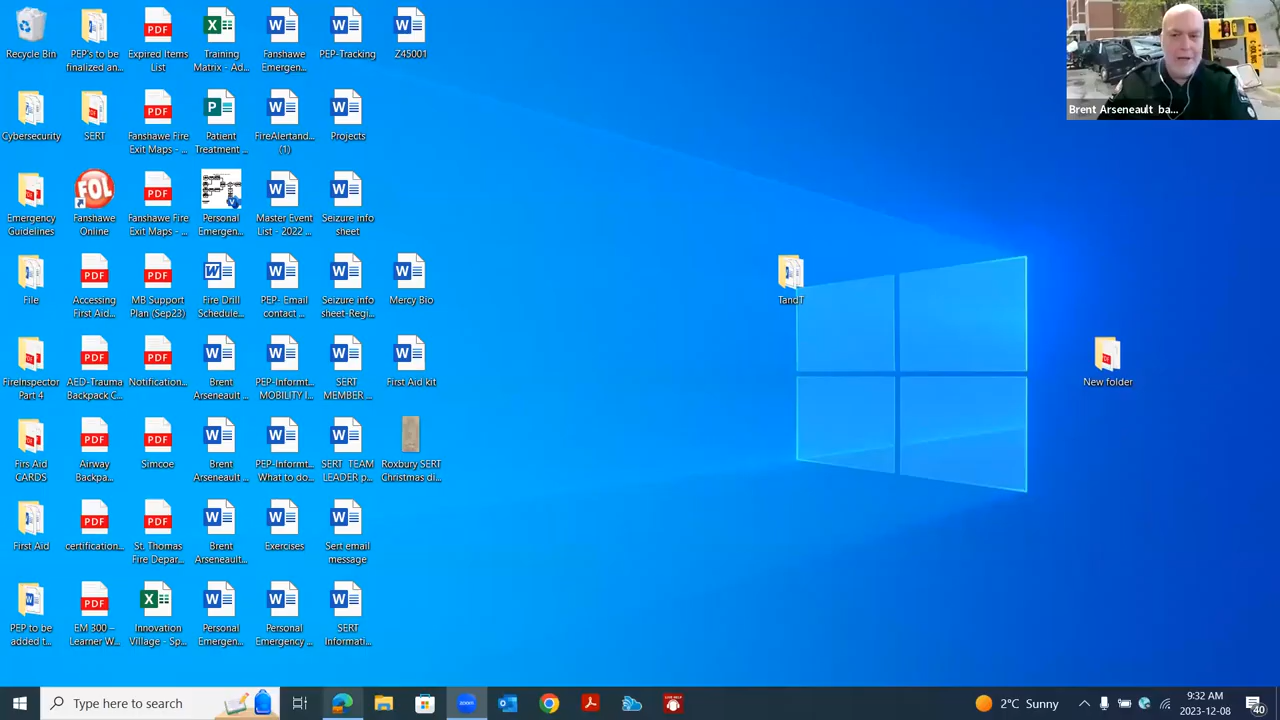 Recycle Bin
PEP's to be
finalized an...
Expired Items
List
Training
Matrix - Ad...
Fanshawe
Emergen...
PEP-Tracking
Z45001
Brent Arseneault ba...
Cybersecurity
SERT
Fanshawe Fire
Exit Maps - ...
Patient
Treatment ...
FireAlertand...
(1)
Projects
Emergency
Guidelines
FOL
Fanshawe
Online
Fanshawe Fire
Exit Maps - ...
Personal
Emergen...
Master Event
List - 2022 ...
Seizure info
sheet
File
Accessing
First Aid...
MB Support
Plan (Sep23)
Fire Drill
Schedule...
PEP- Email
contact ...
Seizure info
sheet-Regi...
Mercy Bio
TandT
FireInspector
Part 4
AED-Trauma
Backpack C...
Notification...
Brent
Arseneault ...
PEP-Informt...
MOBILITY I...
SERT
MEMBER ...
First Aid kit
New folder
Firs Aid
CARDS
Airway
Backpa...
Simcoe
Brent
Arseneault ...
PEP-Informt...
What to do...
SERT TEAM
LEADER p...
Roxbury SERT
Christmas di...
First Aid
certification...
St. Thomas
Fire Depar...
Brent
Arseneault...
Exercises
Sert email
message
PEP to be
added t...
EM 300 –
Learner W...
Innovation
Village - Sp...
Personal
Emergen...
Personal
Emergency ...
SERT
Informati...
Type here to search
zoom
2°C Sunny
9:32 AM
2023-12-08
40